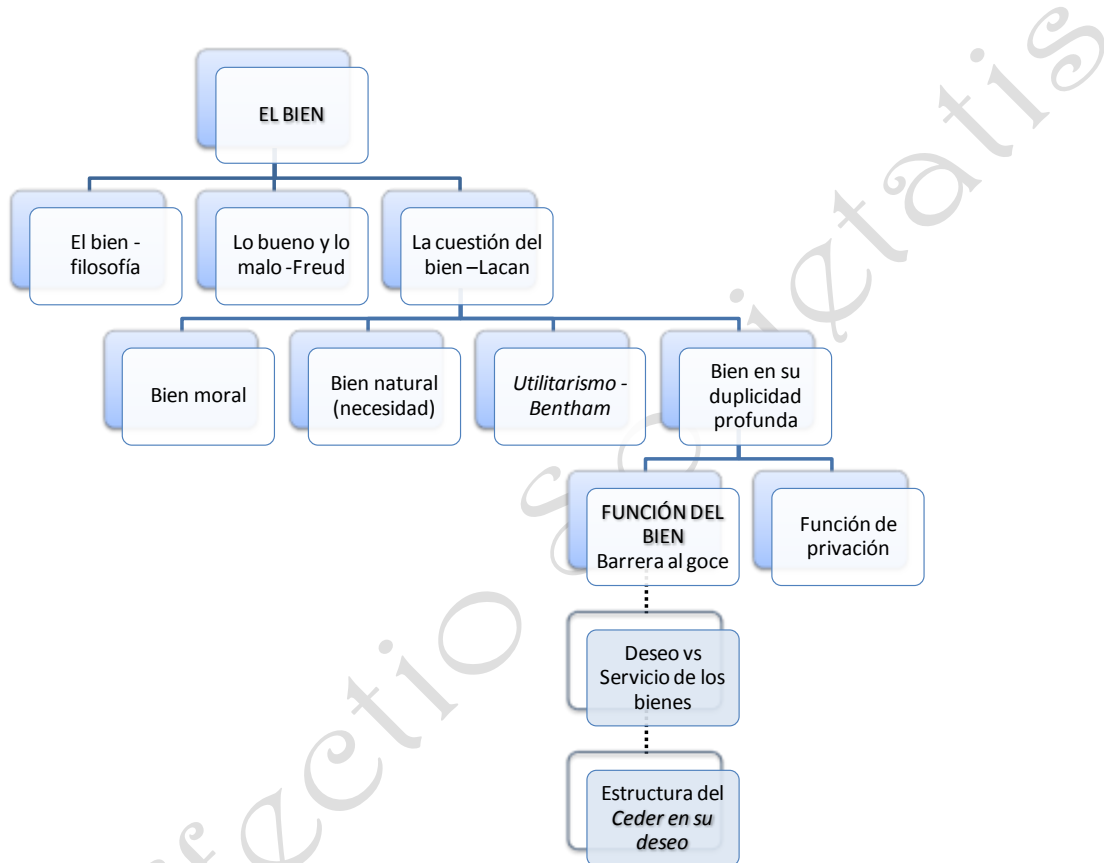 EL BIEN
El bien -
filosofía
Lo bueno y lo
malo -Freud
La cuestión del
bien –Lacan
Bien moral
Bien natural
(necesidad)
Utilitarismo -
Bentham
Bien en su
duplicidad
profunda
FUNCIÓN DEL
BIEN
Barrera al goce
Función de
privación
Deseo vs
Servicio de los
bienes
Estructura del
Ceder en su
deseo